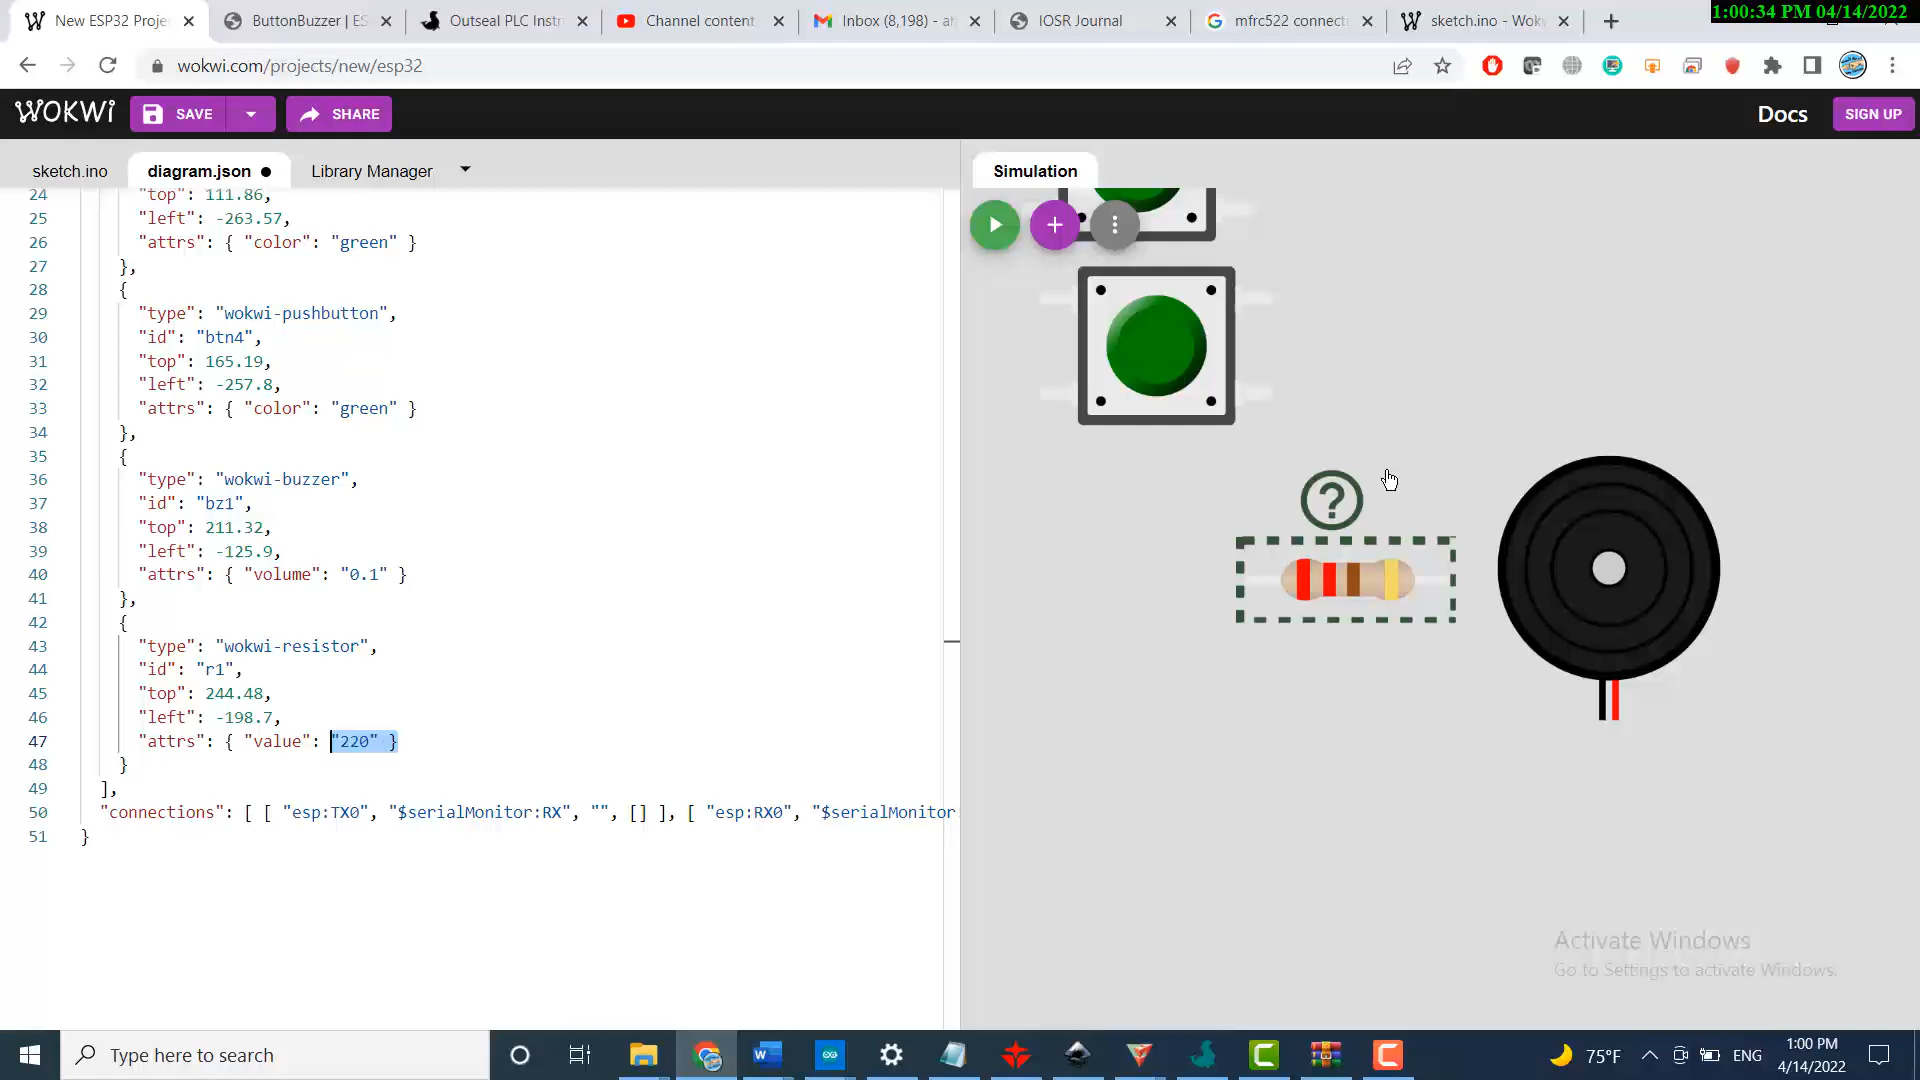 New ESP32 Proje
ButtonBuzzer | ES
Outseal PLC Instr
Channel content
Inbox (8,198) - ar
IOSR Journal
mfrc522 connect
sketch.ino - Wok
1:00:34 PM 04/14/2022
wokwi.com/projects/new/esp32
WOKWi
SAVE
SHARE
Docs
SIGN UP
sketch.ino
diagram.json
Library Manager
Simulation
24 "top": 111.86,
25 "left": -263.57,
26 "attrs": { "color": "green" }
27 },
28 {
29 "type": "wokwi-pushbutton",
30 "id": "btn4",
31 "top": 165.19,
32 "left": -257.8,
33 "attrs": { "color": "green" }
34 },
35 {
36 "type": "wokwi-buzzer",
37 "id": "bz1",
38 "top": 211.32,
39 "left": -125.9,
40 "attrs": { "volume": "0.1" }
41 },
42 {
43 "type": "wokwi-resistor",
44 "id": "r1",
45 "top": 244.48,
46 "left": -198.7,
47 "attrs": { "value": "220" }
48 }
49 ],
50 "connections": [ [ "esp:TX0", "$serialMonitor:RX", "", [] ], [ "esp:RX0", "$serialMonitor
51 }
?
Activate Windows
Go to Settings to activate Windows.
Type here to search
75°F
ENG
1:00 PM
4/14/2022